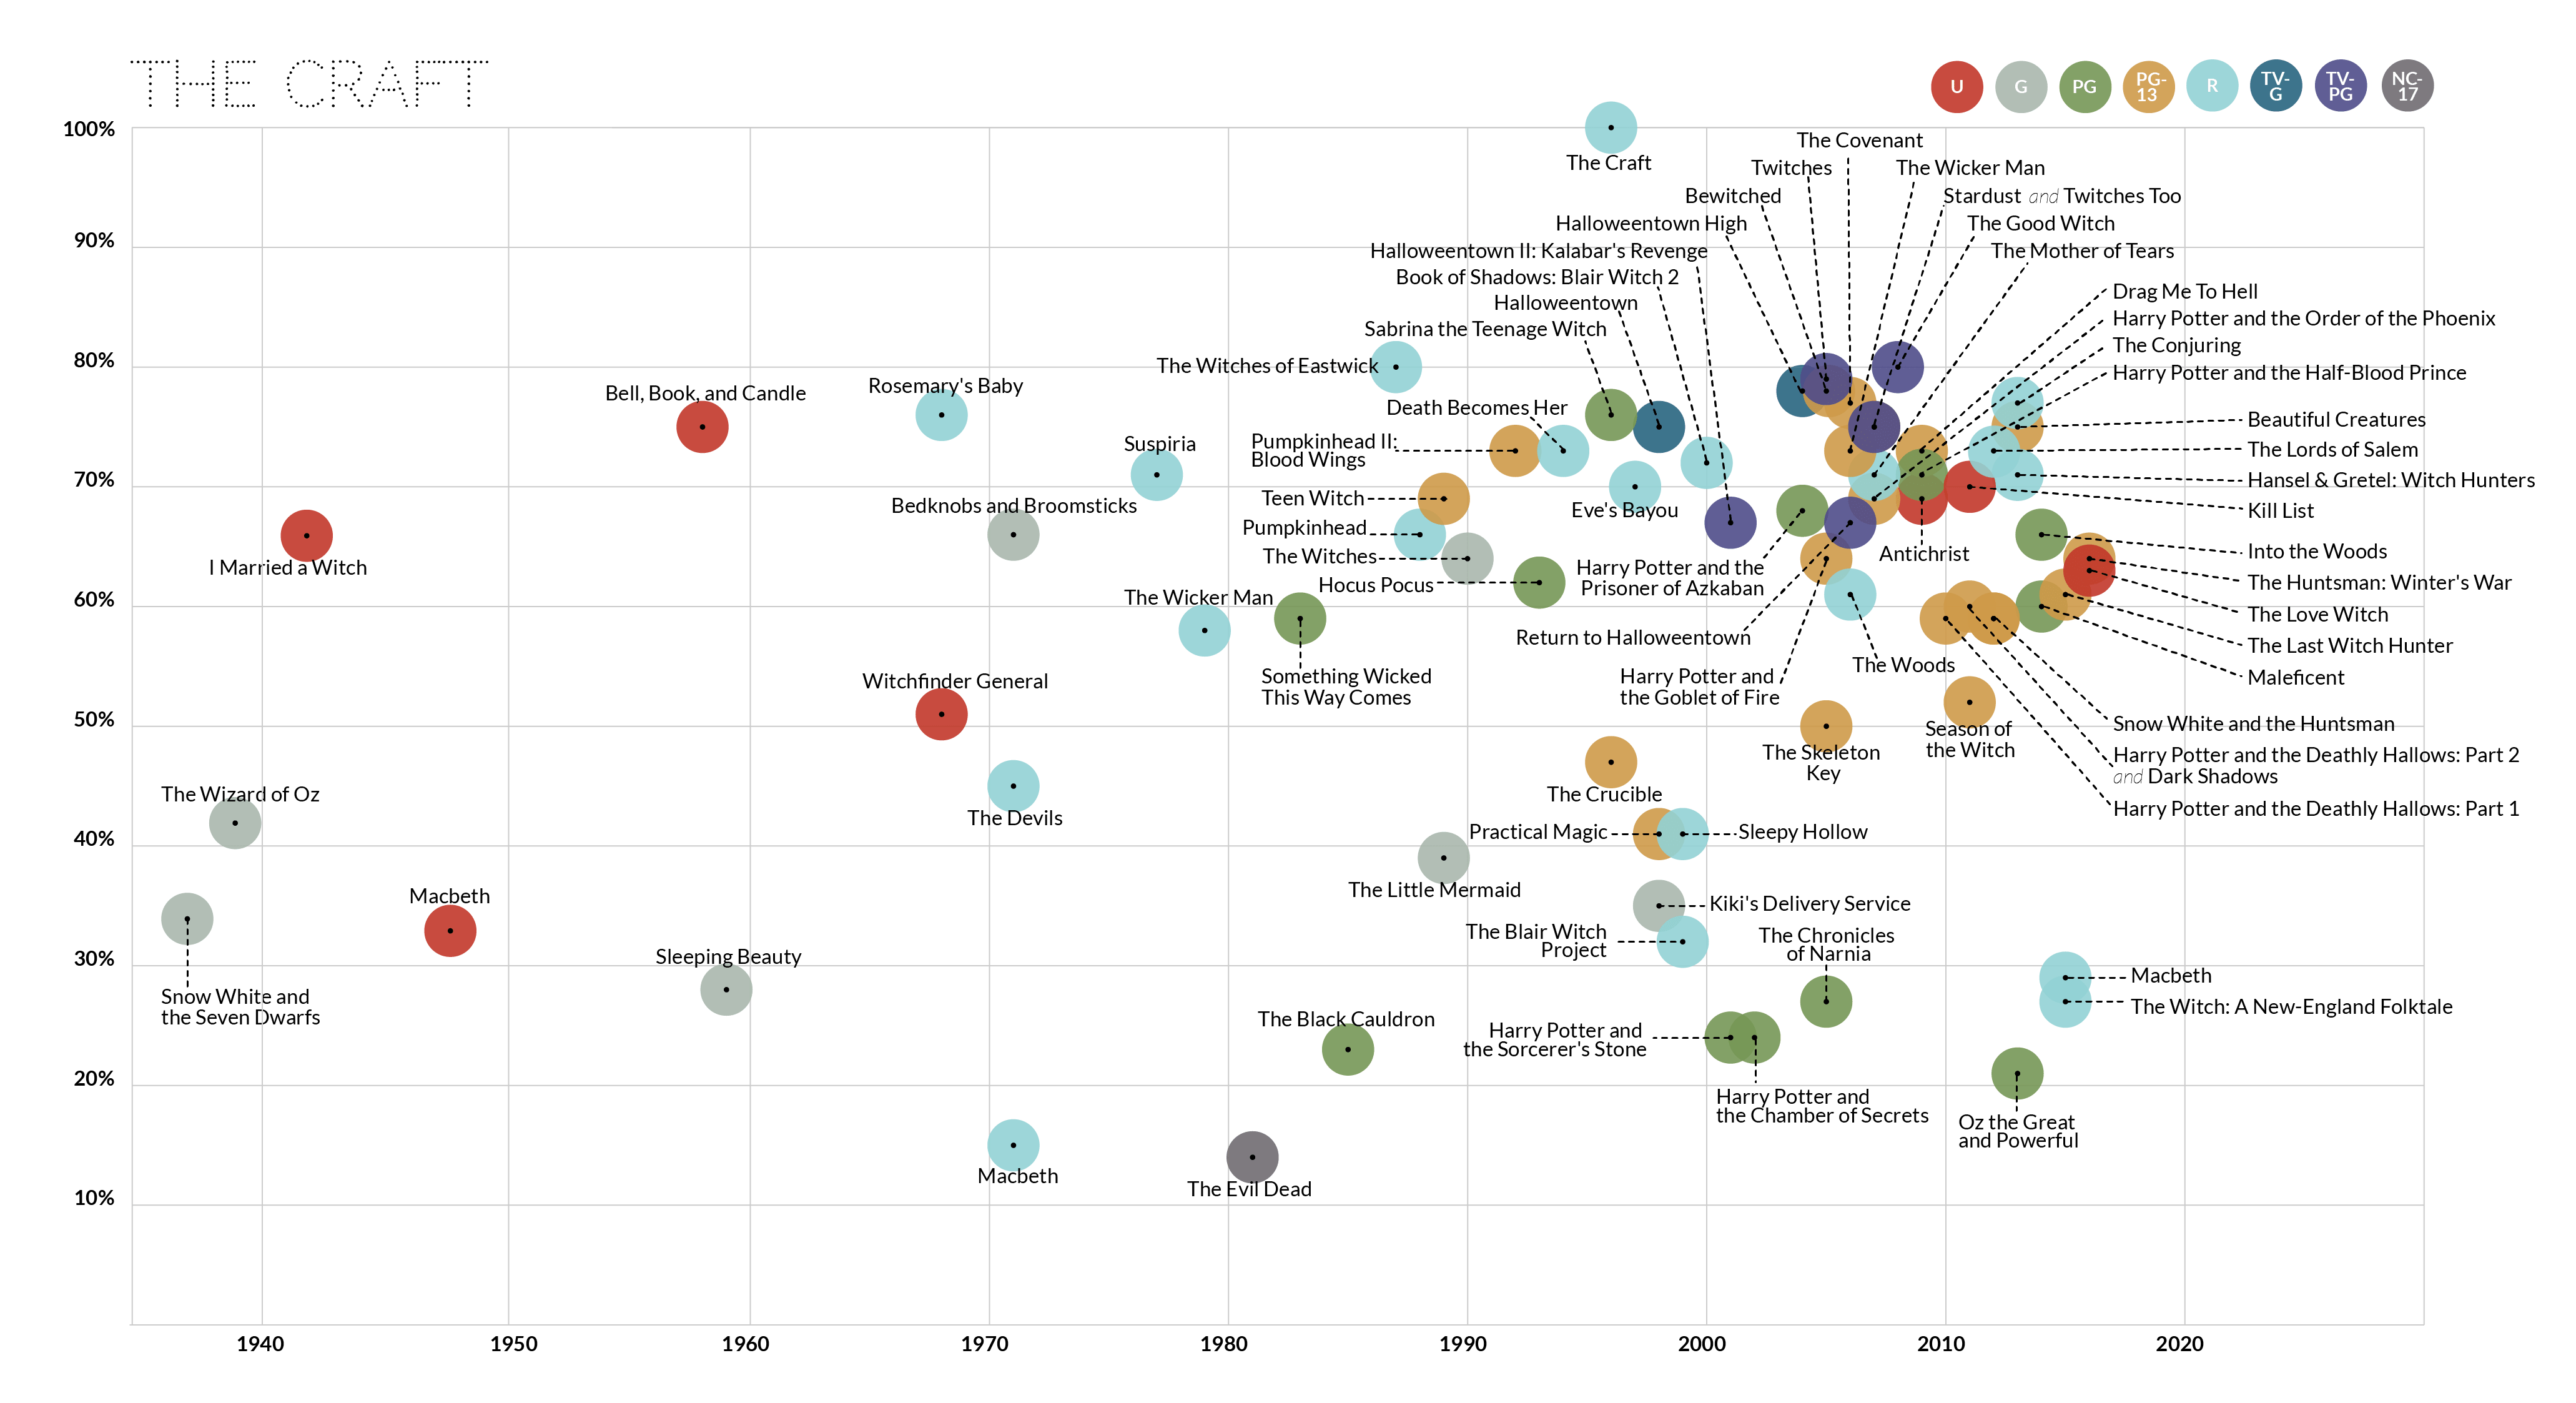 THE CRAFT
U
G
PG
PG-
13
R
TV-
G
TV-
PG
NC-
17
100%
90%
80%
70%
60%
50%
40%
30%
20%
10%
The Craft
The Covenant
Twitches
The Wicker Man
Bewitched
Stardust and Twitches Too
Halloweentown High
The Good Witch
Halloweentown II: Kalabar's Revenge
The Mother of Tears
Book of Shadows: Blair Witch 2
Halloweentown
Sabrina the Teenage Witch
Drag Me To Hell
Harry Potter and the Order of the Phoenix
The Conjuring
Harry Potter and the Half-Blood Prince
The Witches of Eastwick
Bell, Book, and Candle
Rosemary's Baby
Death Becomes Her
Beautiful Creatures
Suspiria
Pumpkinhead II:
Blood Wings
The Lords of Salem
Hansel & Gretel: Witch Hunters
Teen Witch
Bedknobs and Broomsticks
Eve's Bayou
Kill List
Pumpkinhead
The Witches
Antichrist
Into the Woods
I Married a Witch
Hocus Pocus
Harry Potter and the
Prisoner of Azkaban
The Huntsman: Winter's War
The Wicker Man
The Love Witch
Return to Halloweentown
The Last Witch Hunter
The Woods
Something Wicked
This Way Comes
Harry Potter and
the Goblet of Fire
Maleficent
Witchfinder General
Snow White and the Huntsman
Season of
the Witch
The Skeleton
Key
Harry Potter and the Deathly Hallows: Part 2
and Dark Shadows
The Wizard of Oz
The Crucible
Harry Potter and the Deathly Hallows: Part 1
The Devils
Practical Magic
Sleepy Hollow
The Little Mermaid
Macbeth
Kiki's Delivery Service
The Blair Witch
Project
The Chronicles
of Narnia
Sleeping Beauty
Macbeth
Snow White and
the Seven Dwarfs
The Witch: A New-England Folktale
The Black Cauldron
Harry Potter and
the Sorcerer's Stone
Harry Potter and
the Chamber of Secrets
Oz the Great
and Powerful
Macbeth
The Evil Dead
1940
1950
1960
1970
1980
1990
2000
2010
2020